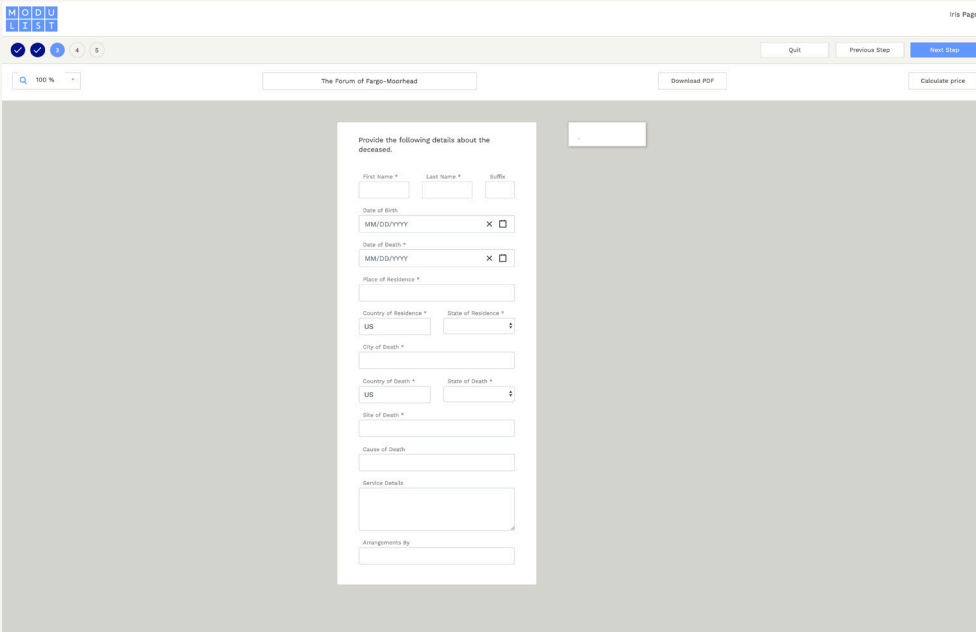 MODU
LIST
Iris Page
3 4 5
Quit Previous Step Next Step
100 % The Forum of Fargo-Moorhead Download PDF Calculate price
Provide the following details about the
deceased.
First Name * Last Name * Suffix
Date of Birth
MM/DD/YYYY
Date of Death *
MM/DD/YYYY
Place of Residence *
Country of Residence * State of Residence *
US
City of Death *
Country of Death * State of Death *
US
Site of Death *
Cause of Death
Service Details
Arrangements By